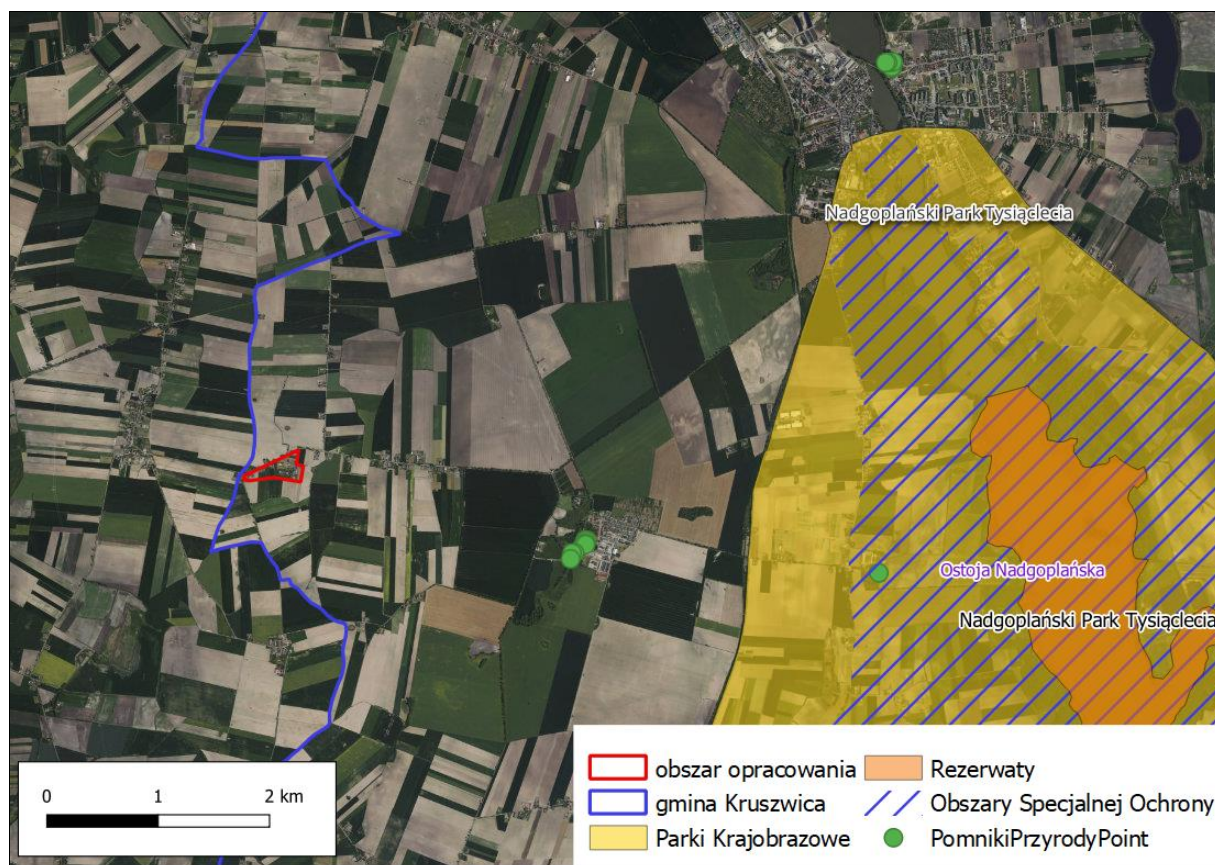 Nadgoplański Park Tysiąclecia
Ostoja Nadgoplańska
Nadgoplański Park Tysiąclecia
0 1 2 km
obszar opracowania
gmina Kruszwica
Parki Krajobrazowe
Rezerwaty
Obszary Specjalnej Ochrony
PomnikiPrzyrodyPoint